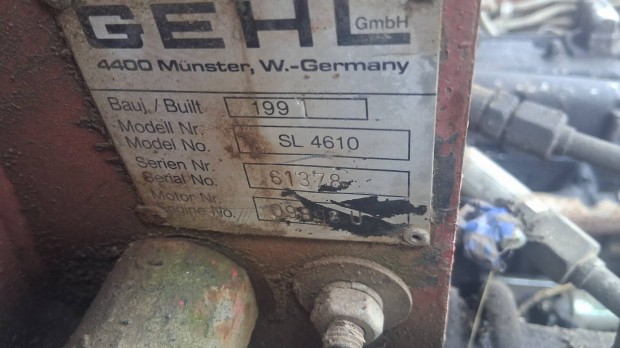 GEHL GmbH
4400 Münster, W.-Germany
Bauj. / Built 1991
Modell Nr.
Model No. SL 4610
Serien Nr.
Serial No. 61378
Motor Nr.
Engine No.